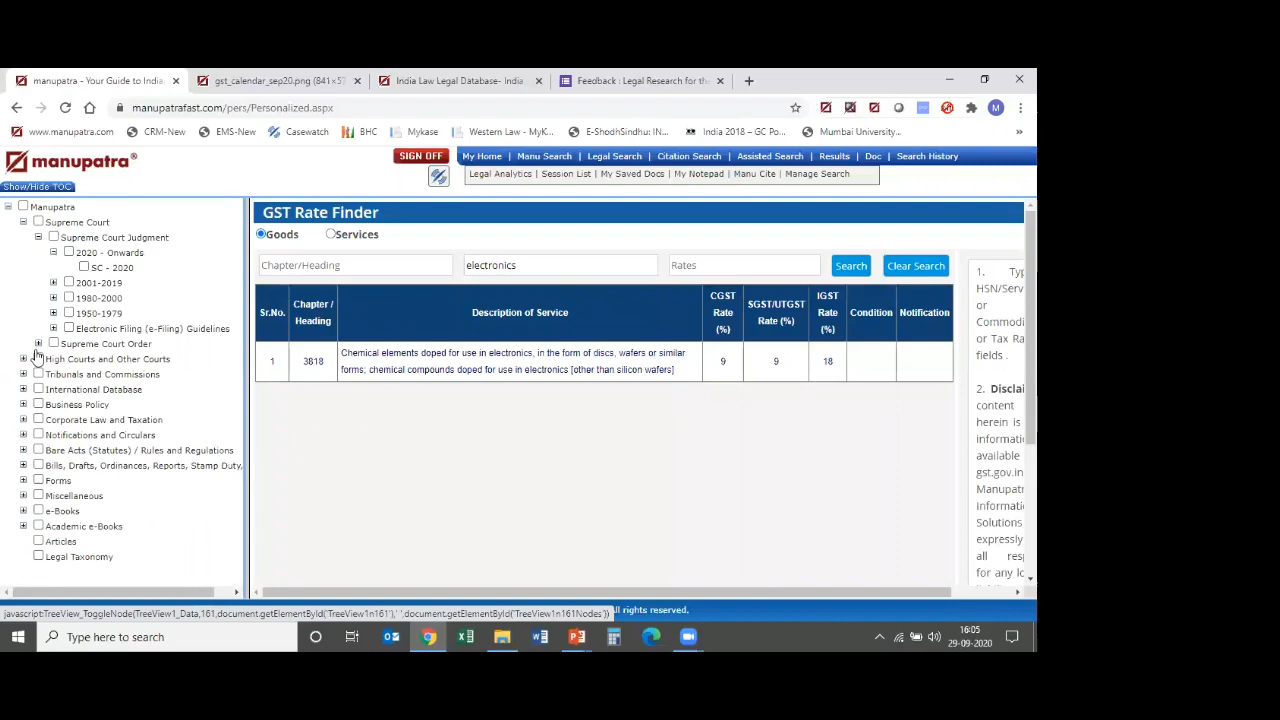 manupatra - Your Guide to India
gst_calendar_sep20.png (841×57
India Law Legal Database- India
Feedback : Legal Research for the
manupatrafast.com/pers/Personalized.aspx
M
www.manupatra.com
CRM-New
EMS-New
Casewatch
BHC
Mykase
Western Law - MyK...
E-ShodhSindhu: IN...
India 2018 – GC Po...
Mumbai University...
manupatra®
SIGN OFF
My Home | Manu Search | Legal Search | Citation Search | Assisted Search | Results | Doc | Search History
Legal Analytics | Session List | My Saved Docs | My Notepad | Manu Cite | Manage Search
Show/Hide TOC
Manupatra
Supreme Court
Supreme Court Judgment
2020 - Onwards
SC - 2020
2001-2019
1980-2000
1950-1979
Electronic Filing (e-Filing) Guidelines
Supreme Court Order
High Courts and Other Courts
Tribunals and Commissions
International Database
Business Policy
Corporate Law and Taxation
Notifications and Circulars
Bare Acts (Statutes) / Rules and Regulations
Bills, Drafts, Ordinances, Reports, Stamp Duty,
Forms
Miscellaneous
e-Books
Academic e-Books
Articles
Legal Taxonomy
GST Rate Finder
Goods
Services
Chapter/Heading
electronics
Rates
Search
Clear Search
Sr.No.
Chapter /
Heading
Description of Service
CGST
Rate
(%)
SGST/UTGST
Rate (%)
IGST
Rate
(%)
Condition
Notification
1
3818
Chemical elements doped for use in electronics, in the form of discs, wafers or similar
forms; chemical compounds doped for use in electronics [other than silicon wafers]
9
9
18
1. Typ
HSN/Serv
or
Commod
or Tax Ra
fields .
2. Disclai
content
herein is
informati
available
gst.gov.in
Manupatr
Informati
Solutions
expressly
all resp
for any lo
javascript:TreeView_ToggleNode(TreeView1_Data,161,document.getElementById('TreeView1n161'),' ',document.getElementById('TreeView1n161Nodes'))
All rights reserved.
Type here to search
16:05
29-09-2020